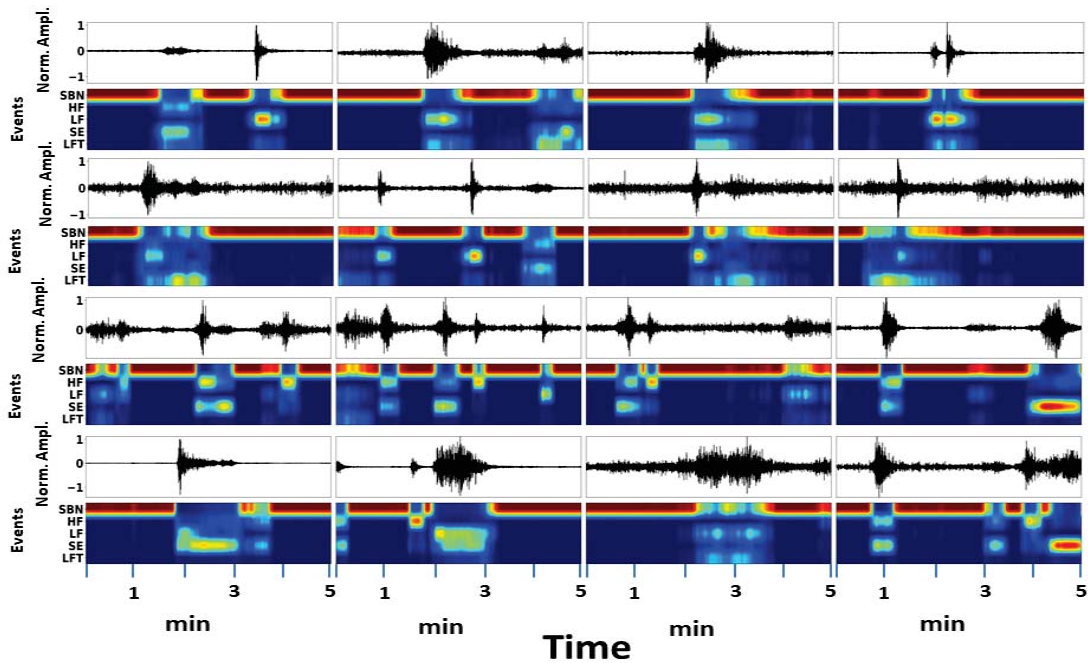 Norm. Ampl.
1
0
−1
Events
SBN
HF
LF
SE
LFT
Norm. Ampl.
1
0
−1
Events
SBN
HF
LF
SE
LFT
Norm. Ampl.
1
0
Events
SBN
HF
LF
SE
LFT
Norm. Ampl.
1
0
−1
Events
SBN
HF
LF
SE
LFT
1 3 5 1 3 5 1 3 5 1 3 5
min min min min
Time